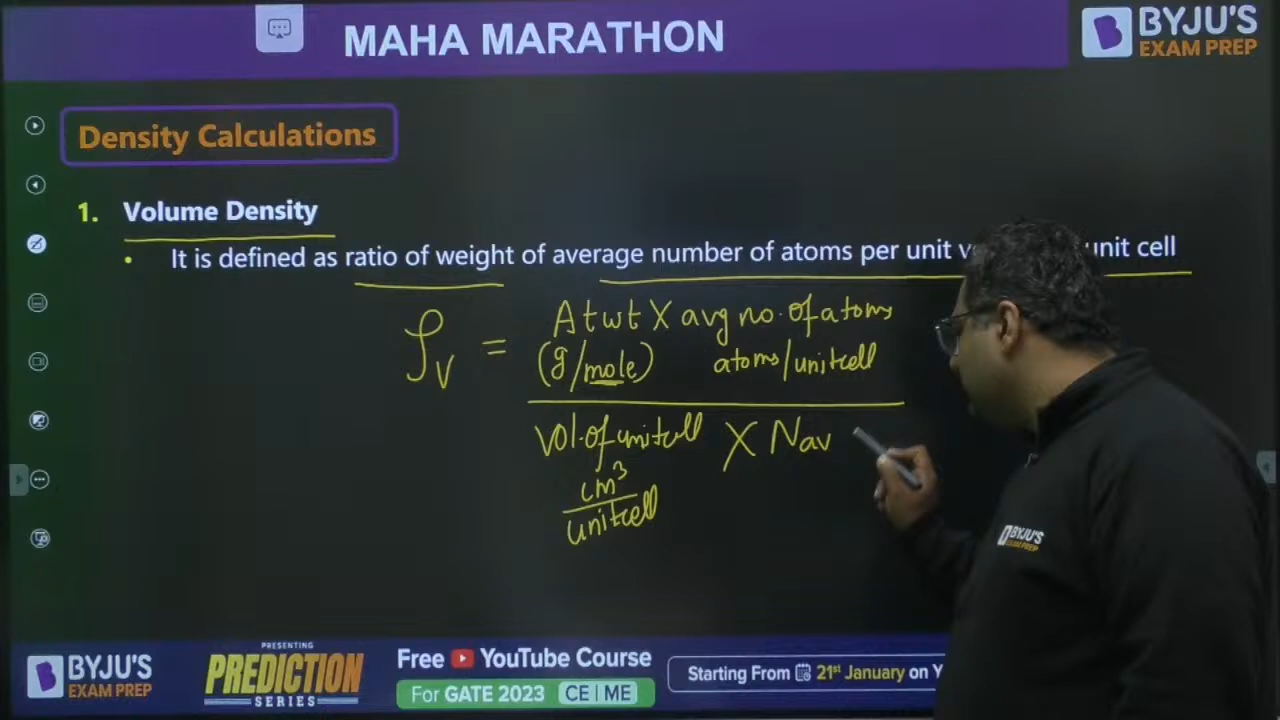 MAHA MARATHON
BYJU'S
EXAM PREP
Density Calculations
1. Volume Density
• It is defined as ratio of weight of average number of atoms per unit unit cell
ρv = At wt X avg no. of atoms
(g/mole) atoms/unitcell
Vol. of unitcell X Nav
cm³
unitcell
BYJU'S
EXAM PREP
BYJU'S
EXAM PREP
PRESENTING
PREDICTION
SERIES
Free YouTube Course
For GATE 2023 CE | ME
Starting From 21st January on